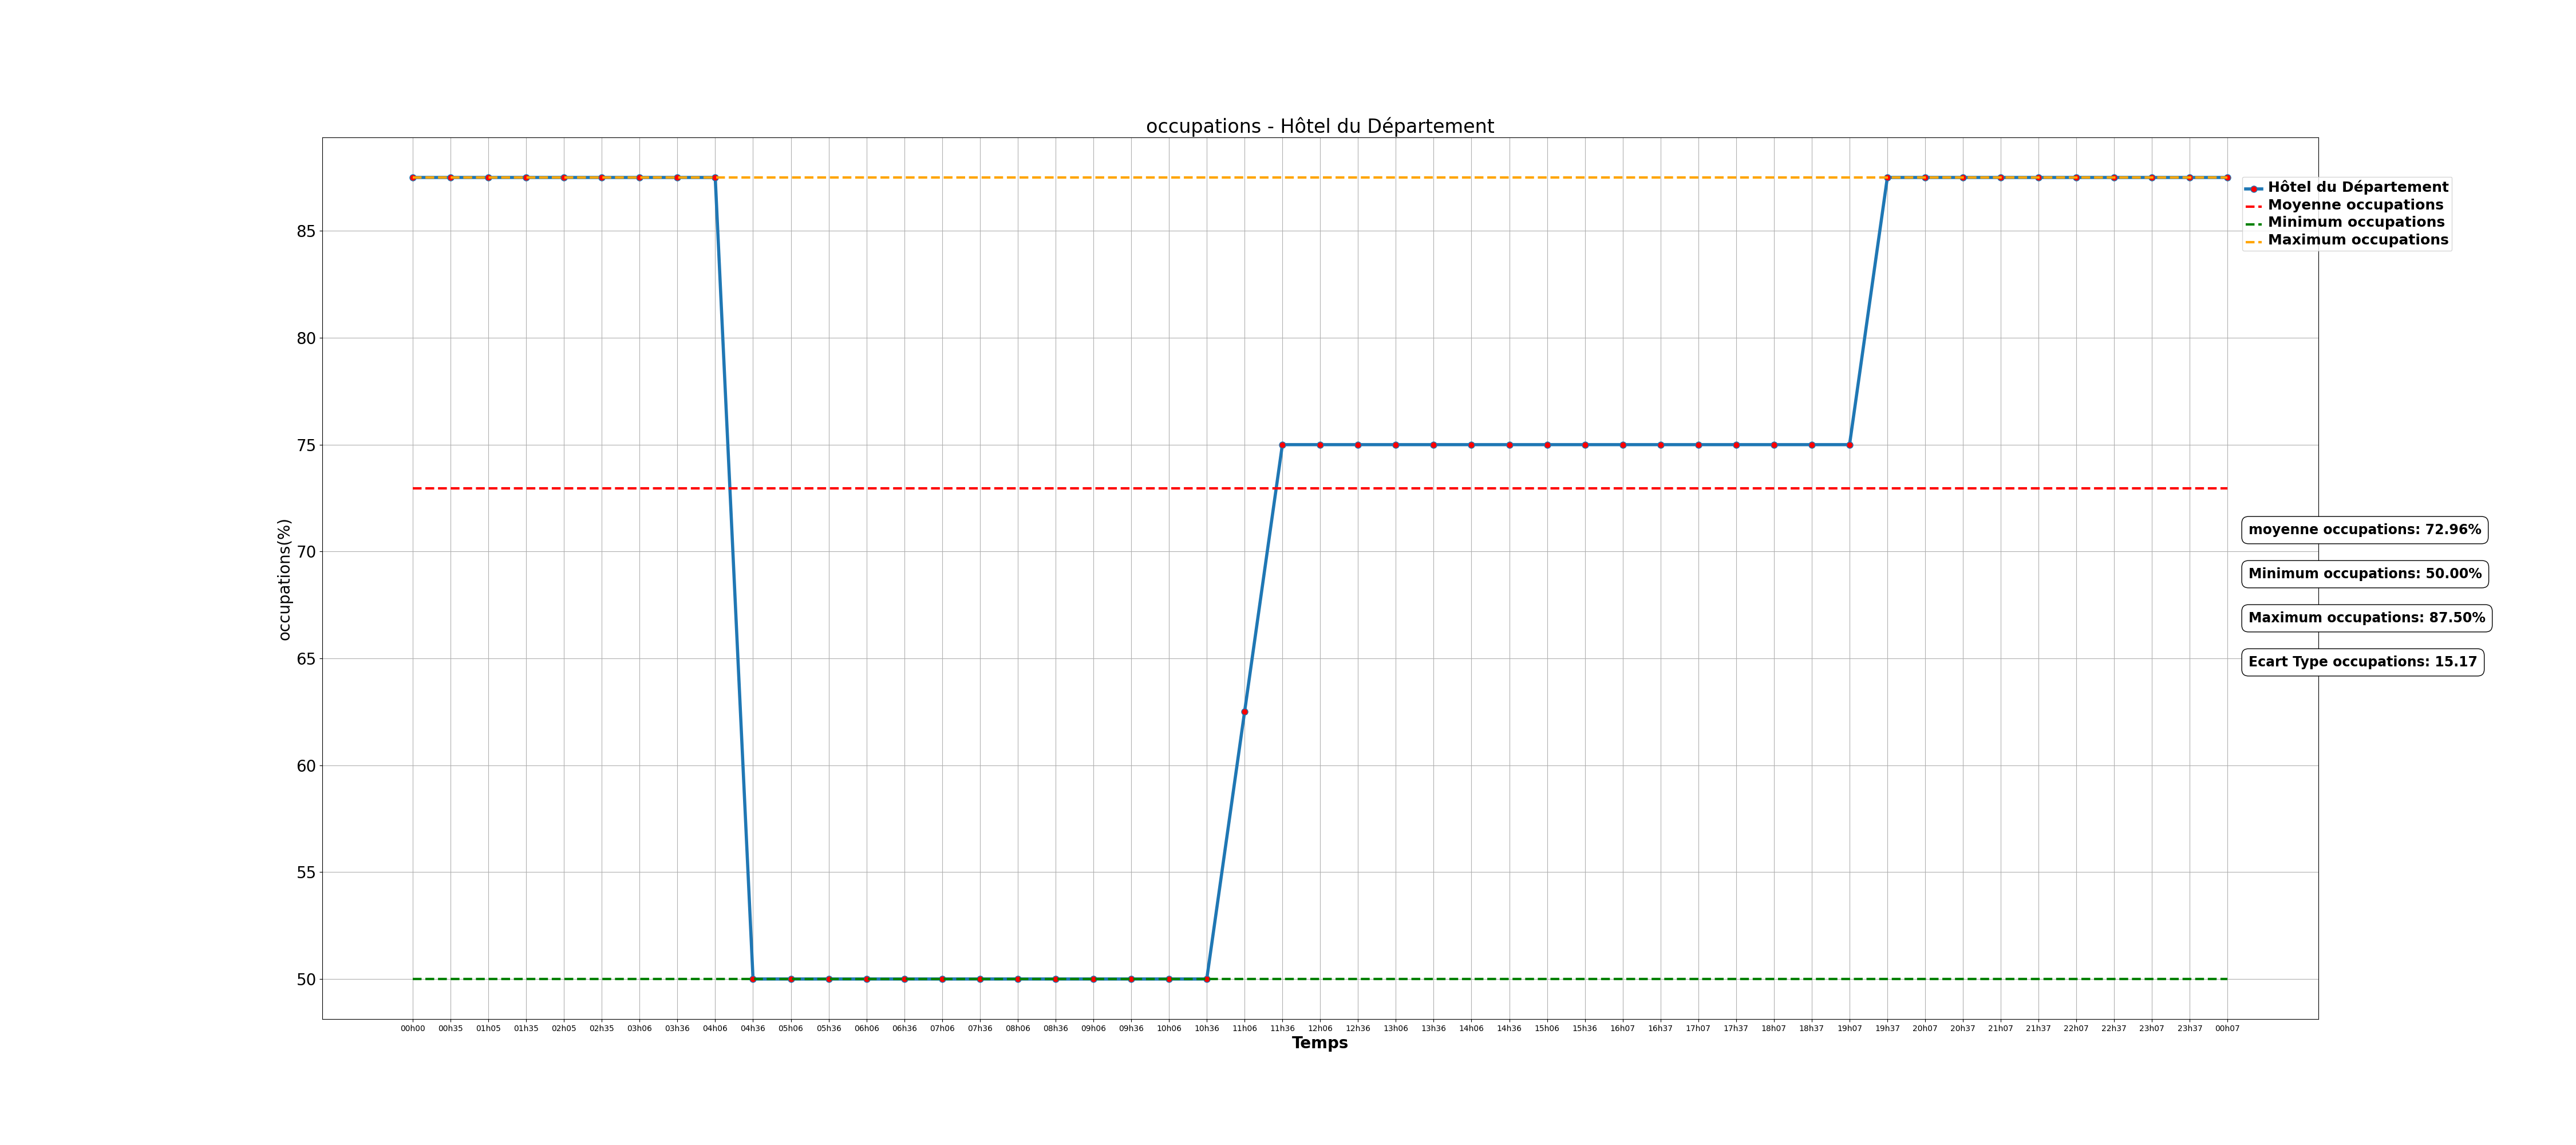 occupations - Hôtel du Département
Hôtel du Département
Moyenne occupations
Minimum occupations
Maximum occupations
85
80
75
70
65
60
55
50
occupations(%)
moyenne occupations: 72.96%
Minimum occupations: 50.00%
Maximum occupations: 87.50%
Ecart Type occupations: 15.17
00h00 00h35 01h05 01h35 02h05 02h35 03h06 03h36 04h06 04h36 05h06 05h36 06h06 06h36 07h06 07h36 08h06 08h36 09h06 09h36 10h06 10h36 11h06 11h36 12h06 12h36 13h06 13h36 14h06 14h36 15h06 15h36 16h07 16h37 17h07 17h37 18h07 18h37 19h07 19h37 20h07 20h37 21h07 21h37 22h07 22h37 23h07 23h37 00h07
Temps